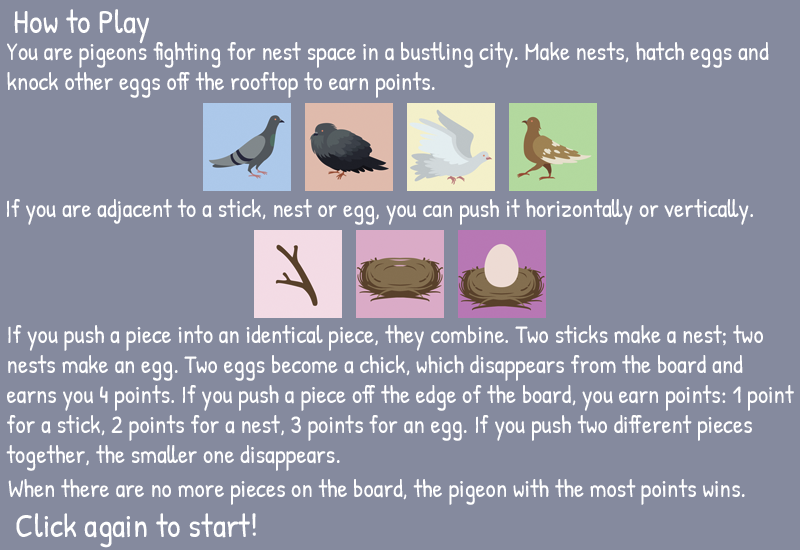 How to Play
You are pigeons fighting for nest space in a bustling city. Make nests, hatch eggs and
knock other eggs off the rooftop to earn points.
If you are adjacent to a stick, nest or egg, you can push it horizontally or vertically.
If you push a piece into an identical piece, they combine. Two sticks make a nest; two
nests make an egg. Two eggs become a chick, which disappears from the board and
earns you 4 points. If you push a piece off the edge of the board, you earn points: 1 point
for a stick, 2 points for a nest, 3 points for an egg. If you push two different pieces
together, the smaller one disappears.
When there are no more pieces on the board, the pigeon with the most points wins.
Click again to start!